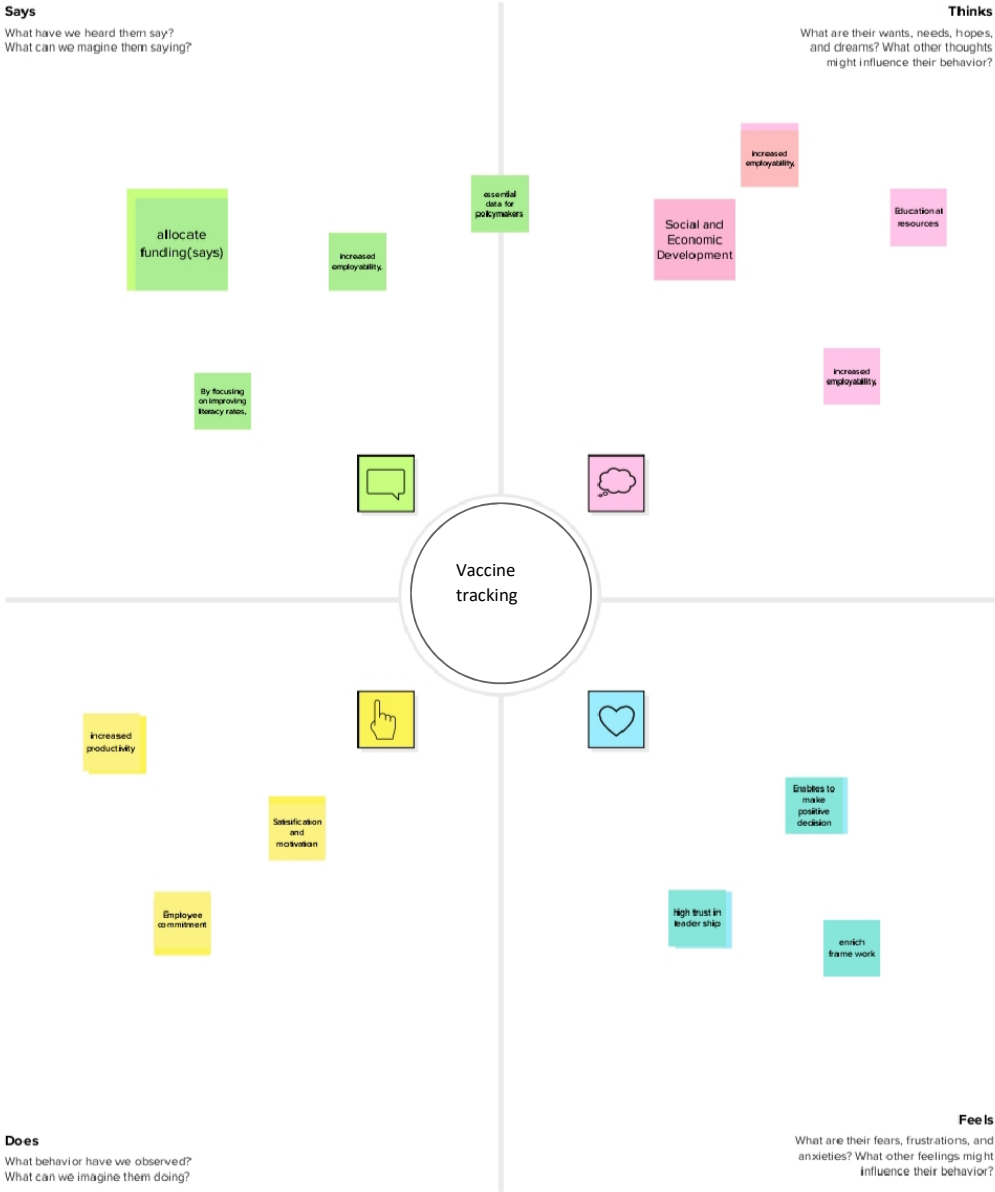 Says
What have we heard them say?
What can we magine them saying?
Thinks
What are their wants, needs, hopes,
and dreams? What other thoughts
might influence their behavior?
allocate
funding(says)
increased
employability,
essential
data for
policymakers
By focusing
on improving
literacy rates,
increased
employability,
Social and
Economic
Development
Educational
resources
increased
employability,
Vaccine
tracking
increased
productivity
Satisification
and
motivation
Employee
commitment
Enables to
make
positive
decision
high trust in
leader ship
enrich
frame work
Does
What behavior have we observed?
What can we imagine them doing?
Feels
What are their fears, frustrations, and
anxieties? What other feelings might
influence their behavior?